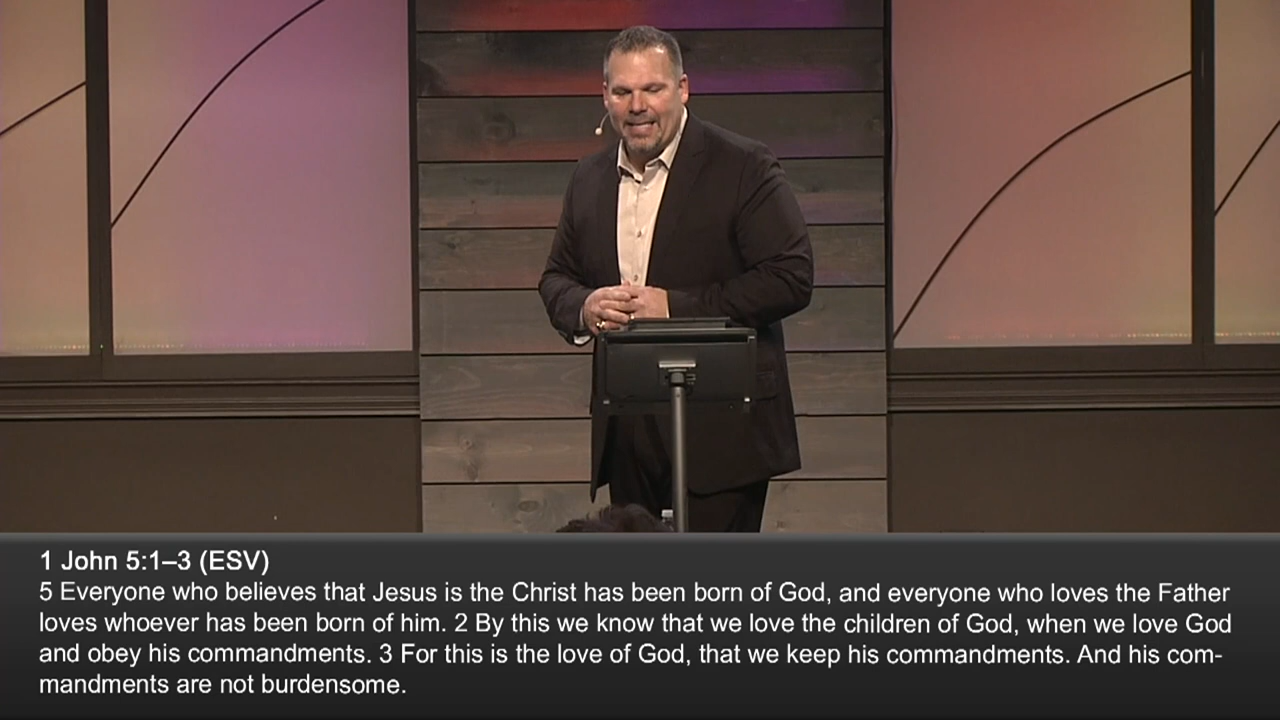 1 John 5:1–3 (ESV)
5 Everyone who believes that Jesus is the Christ has been born of God, and everyone who loves the Father
loves whoever has been born of him. 2 By this we know that we love the children of God, when we love God
and obey his commandments. 3 For this is the love of God, that we keep his commandments. And his com-
mandments are not burdensome.